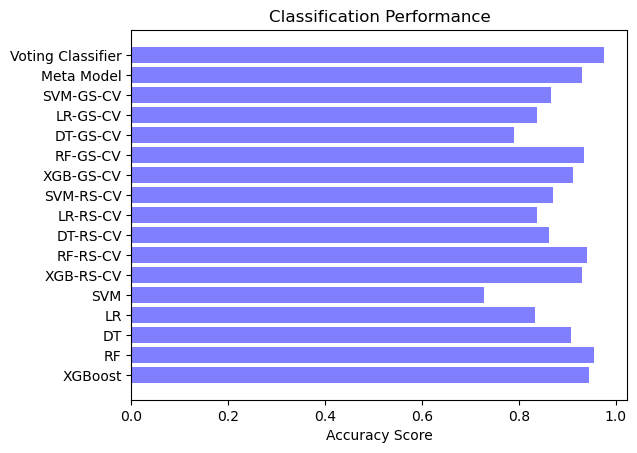 Classification Performance
Voting Classifier
Meta Model
SVM-GS-CV
LR-GS-CV
DT-GS-CV
RF-GS-CV
XGB-GS-CV
SVM-RS-CV
LR-RS-CV
DT-RS-CV
RF-RS-CV
XGB-RS-CV
SVM
LR
DT
RF
XGBoost
0.0 0.2 0.4 0.6 0.8 1.0
Accuracy Score